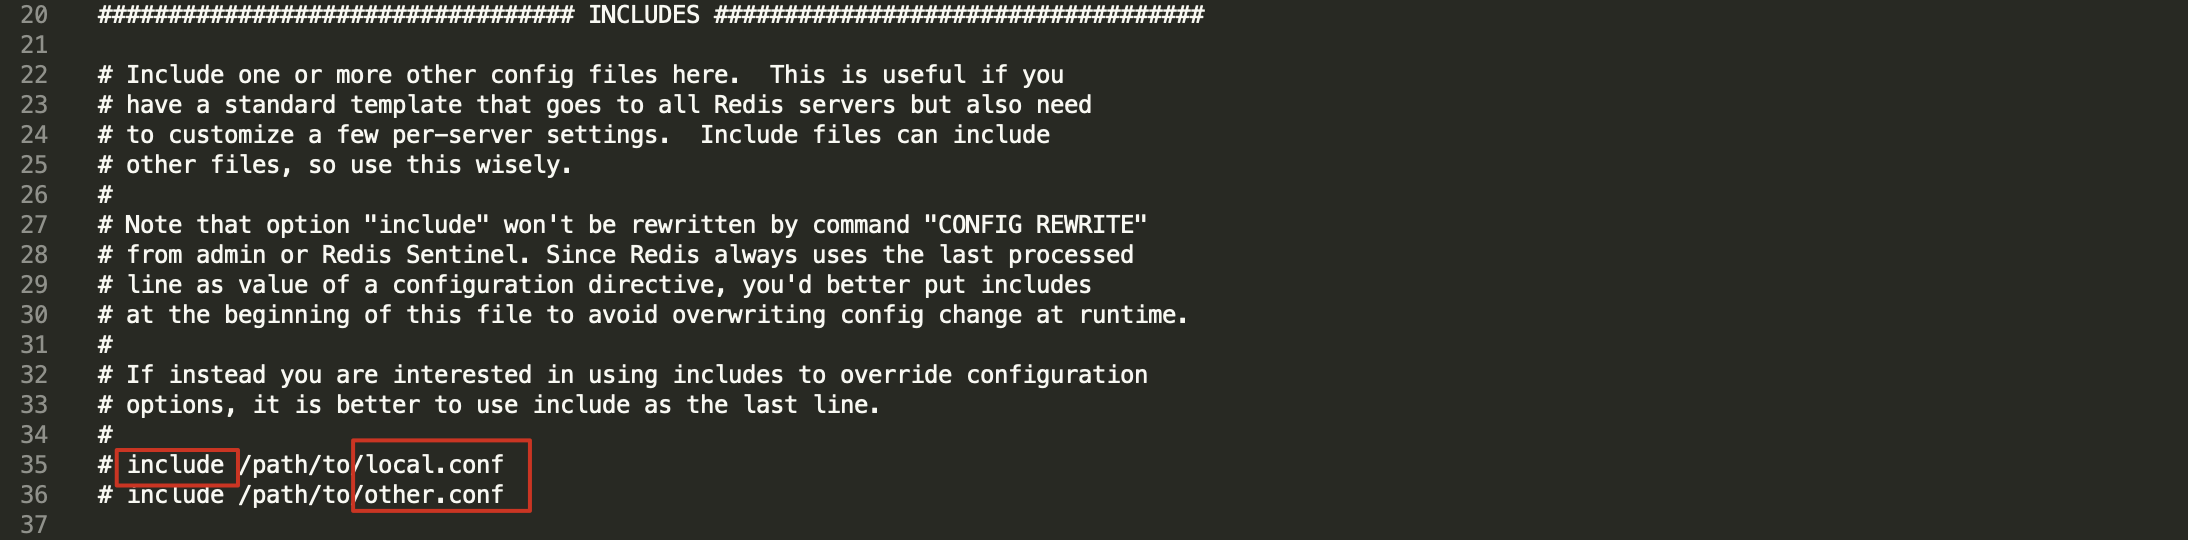 20 ################################## INCLUDES ###################################
21
22 # Include one or more other config files here.  This is useful if you
23 # have a standard template that goes to all Redis servers but also need
24 # to customize a few per-server settings.  Include files can include
25 # other files, so use this wisely.
26 #
27 # Note that option "include" won't be rewritten by command "CONFIG REWRITE"
28 # from admin or Redis Sentinel. Since Redis always uses the last processed
29 # line as value of a configuration directive, you'd better put includes
30 # at the beginning of this file to avoid overwriting config change at runtime.
31 #
32 # If instead you are interested in using includes to override configuration
33 # options, it is better to use include as the last line.
34 #
35 # include /path/to/local.conf
36 # include /path/to/other.conf
37